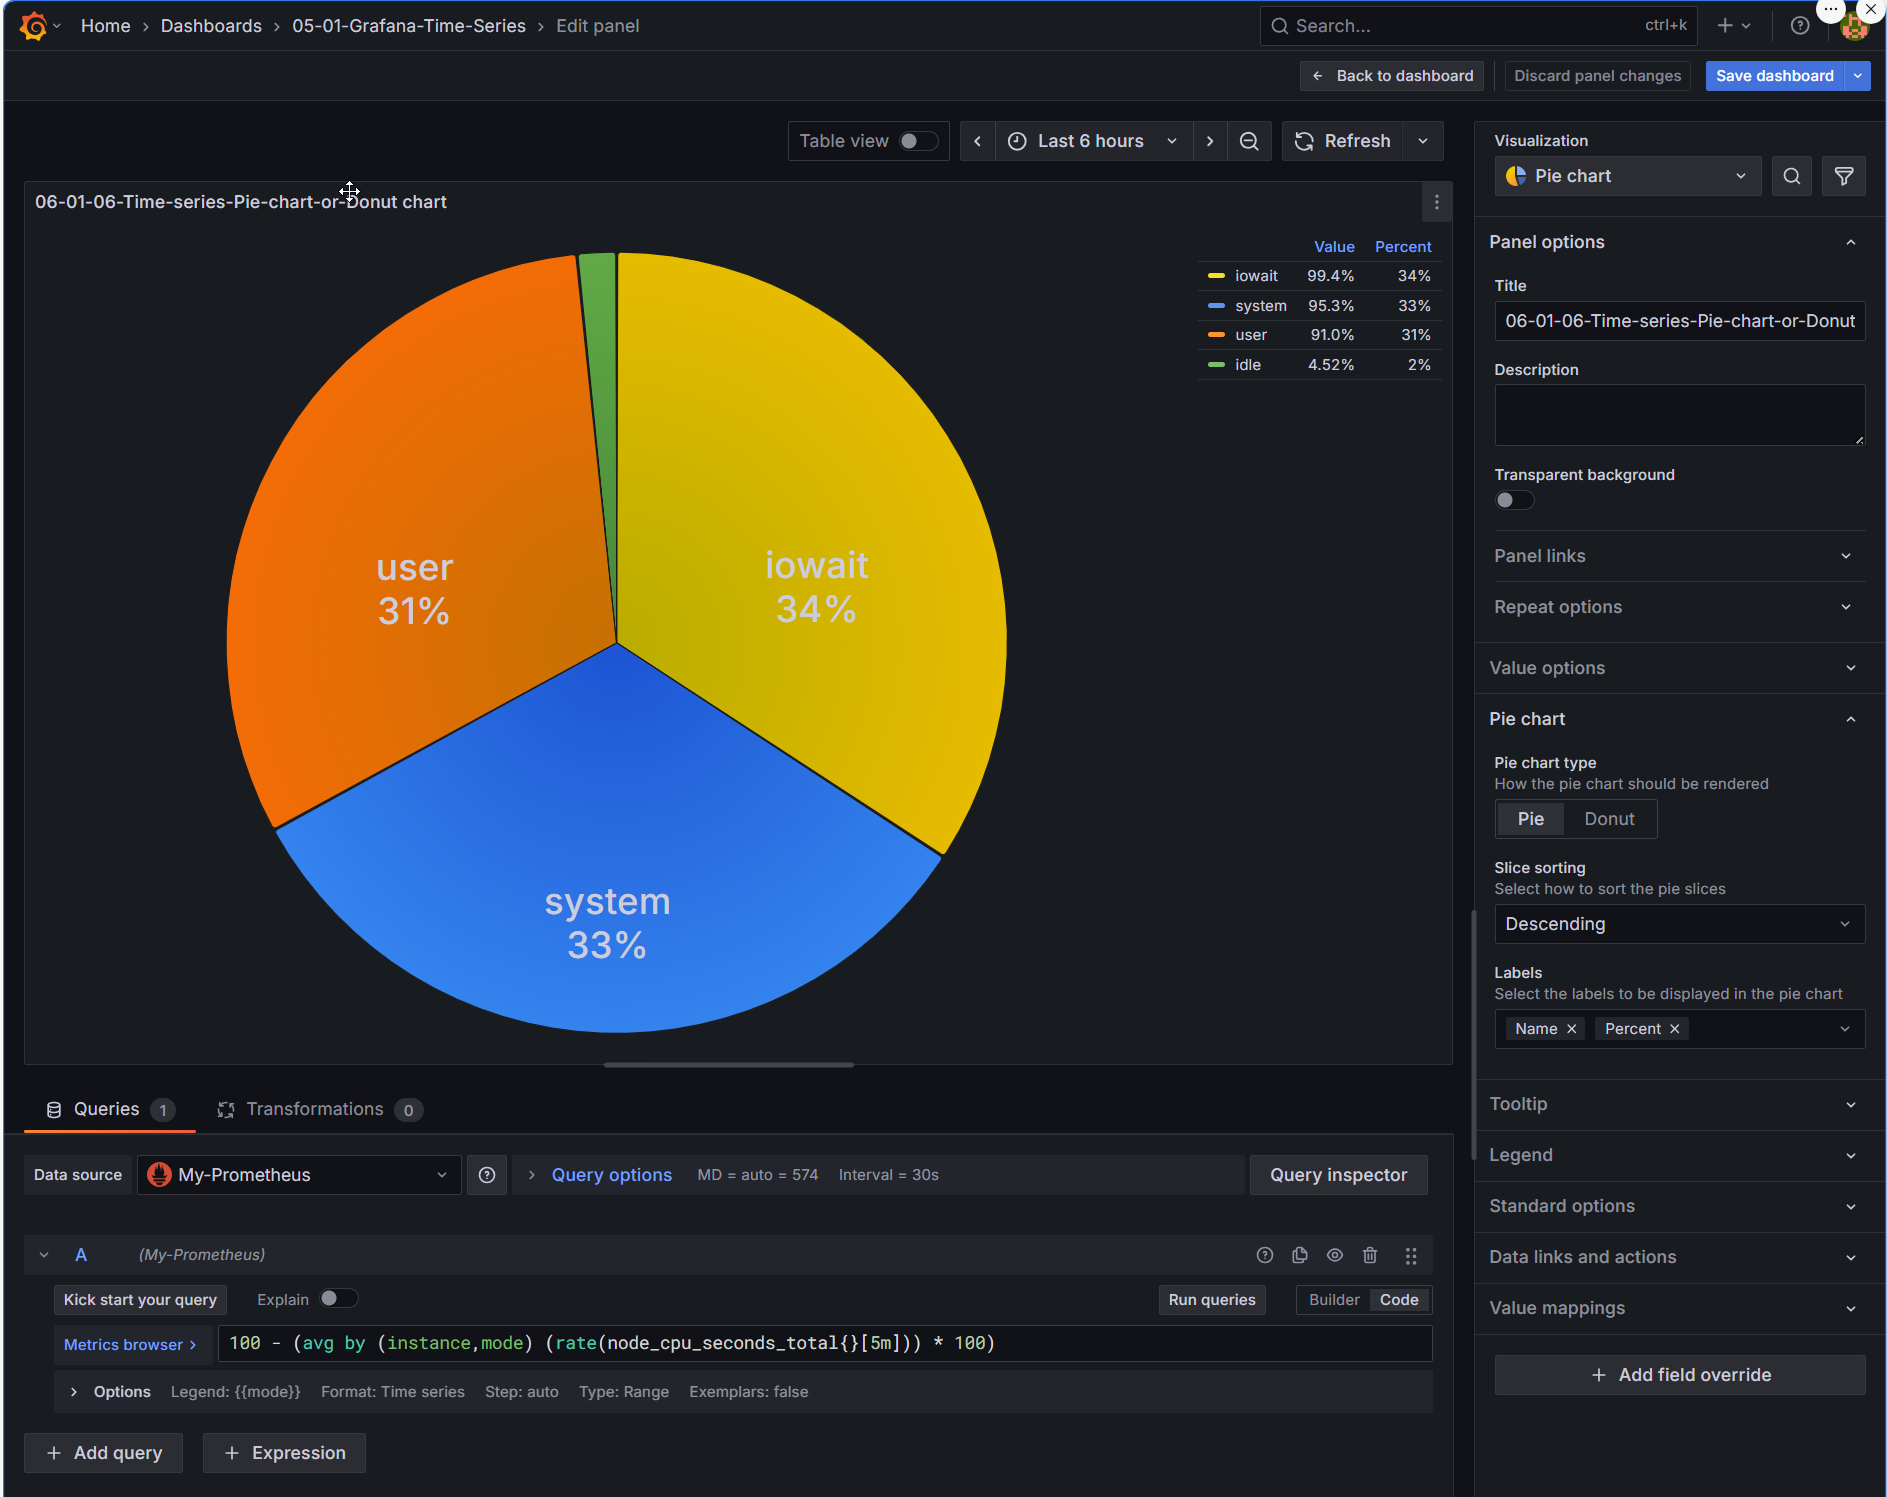 Home › Dashboards › 05-01-Grafana-Time-Series › Edit panel
Search... ctrl+k
Back to dashboard
Discard panel changes
Save dashboard
Table view
Last 6 hours
Refresh
06-01-06-Time-series-Pie-chart-or-Donut chart
Value Percent
iowait 99.4% 34%
system 95.3% 33%
user 91.0% 31%
idle 4.52% 2%
user
31%
iowait
34%
system
33%
Queries 1
Transformations 0
Data source
My-Prometheus
Query options MD = auto = 574 Interval = 30s
Query inspector
A (My-Prometheus)
Kick start your query
Explain
Run queries
Builder Code
Metrics browser >
100 - (avg by (instance,mode) (rate(node_cpu_seconds_total{}[5m])) * 100)
Options Legend: {{mode}} Format: Time series Step: auto Type: Range Exemplars: false
+ Add query
+ Expression
Visualization
Pie chart
Panel options
Title
06-01-06-Time-series-Pie-chart-or-Donut
Description
Transparent background
Panel links
Repeat options
Value options
Pie chart
Pie chart type
How the pie chart should be rendered
Pie Donut
Slice sorting
Select how to sort the pie slices
Descending
Labels
Select the labels to be displayed in the pie chart
Name × Percent ×
Tooltip
Legend
Standard options
Data links and actions
Value mappings
+ Add field override